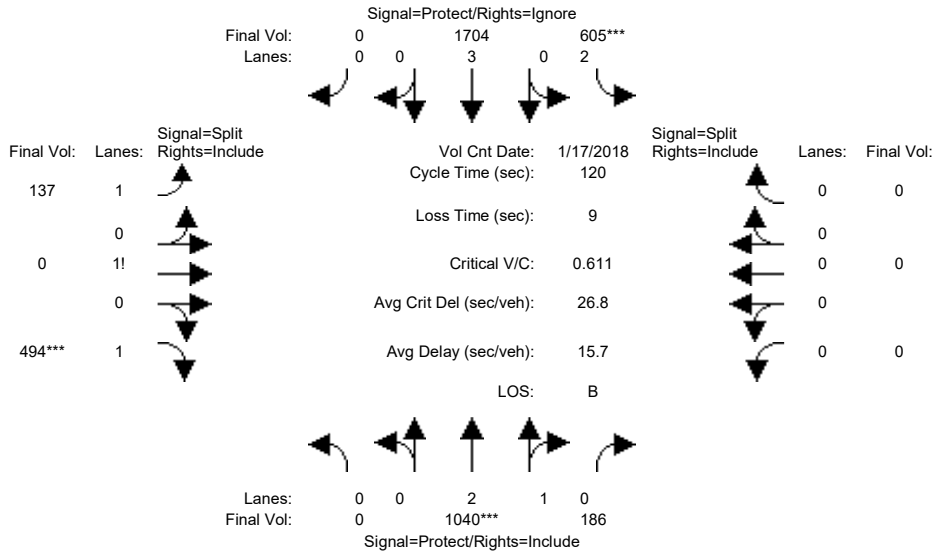 Signal=Protect/Rights=Ignore
Final Vol: 0 1704 605***
Lanes: 0 0 3 0 2
Signal=Split
Final Vol: Lanes: Rights=Include
Vol Cnt Date: 1/17/2018
Signal=Split
Rights=Include Lanes: Final Vol:
Cycle Time (sec): 120
137 1 0 0
Loss Time (sec): 9
0 0
0 1! Critical V/C: 0.611 0 0
0 Avg Crit Del (sec/veh): 26.8 0
494*** 1 Avg Delay (sec/veh): 15.7 0 0
LOS: B
Lanes: 0 0 2 1 0
Final Vol: 0 1040*** 186
Signal=Protect/Rights=Include